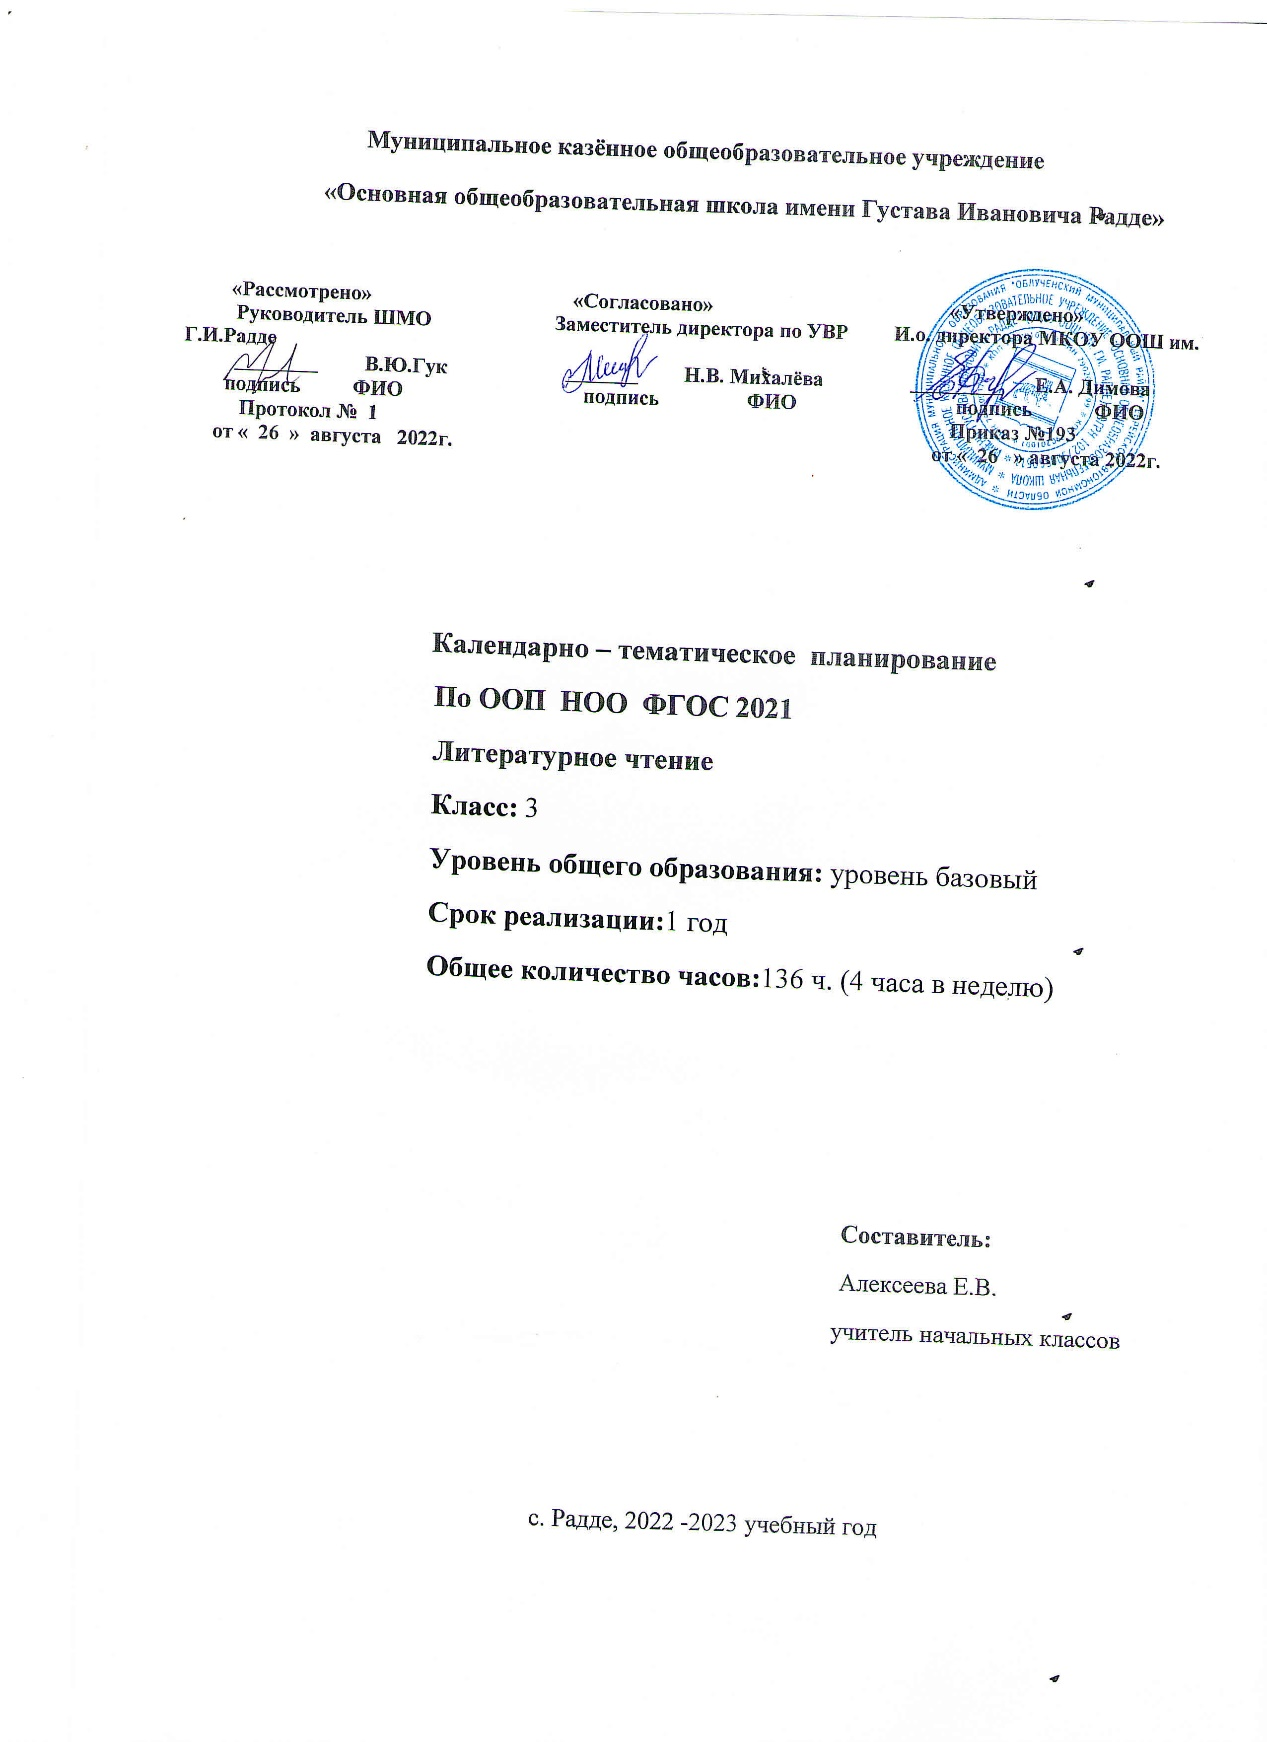 Муниципальное казённое общеобразовательное учреждение
«Основная общеобразовательная школа имени Густава Ивановича Радде»
«Рассмотрено»
Руководитель ШМО
Г.И.Радде
В.Ю.Гук
подпись ФИО
Протокол № 1
от « 26 » августа 2022г.
«Согласовано»
Заместитель директора по УВР
Н.В. Михалёва
подпись ФИО
«Утверждено»
И.о. директора МКОУ ООШ им.
Е.А. Димова
подпись ФИО
Приказ №193
от « 26 » августа 2022г.
Календарно – тематическое планирование
По ООП НОО ФГОС 2021
Литературное чтение
Класс: 3
Уровень общего образования: уровень базовый
Срок реализации:1 год
Общее количество часов:136 ч. (4 часа в неделю)
Составитель:
Алексеева Е.В.
учитель начальных классов
с. Радде, 2022 -2023 учебный год